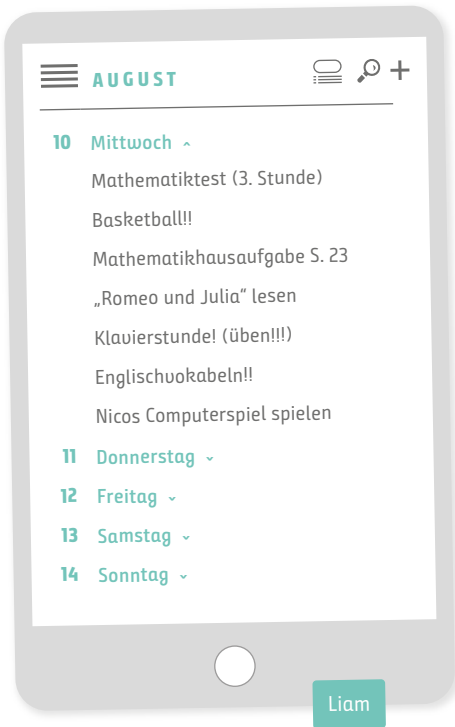 AUGUST
10 Mittwoch
Mathematiktest (3. Stunde)
Basketball!!
Mathematikhausaufgabe S. 23
„Romeo und Julia“ lesen
Klavierstunde! (üben!!!)
Englischvokabeln!!
Nicos Computerspiel spielen
11 Donnerstag
12 Freitag
13 Samstag
14 Sonntag
Liam